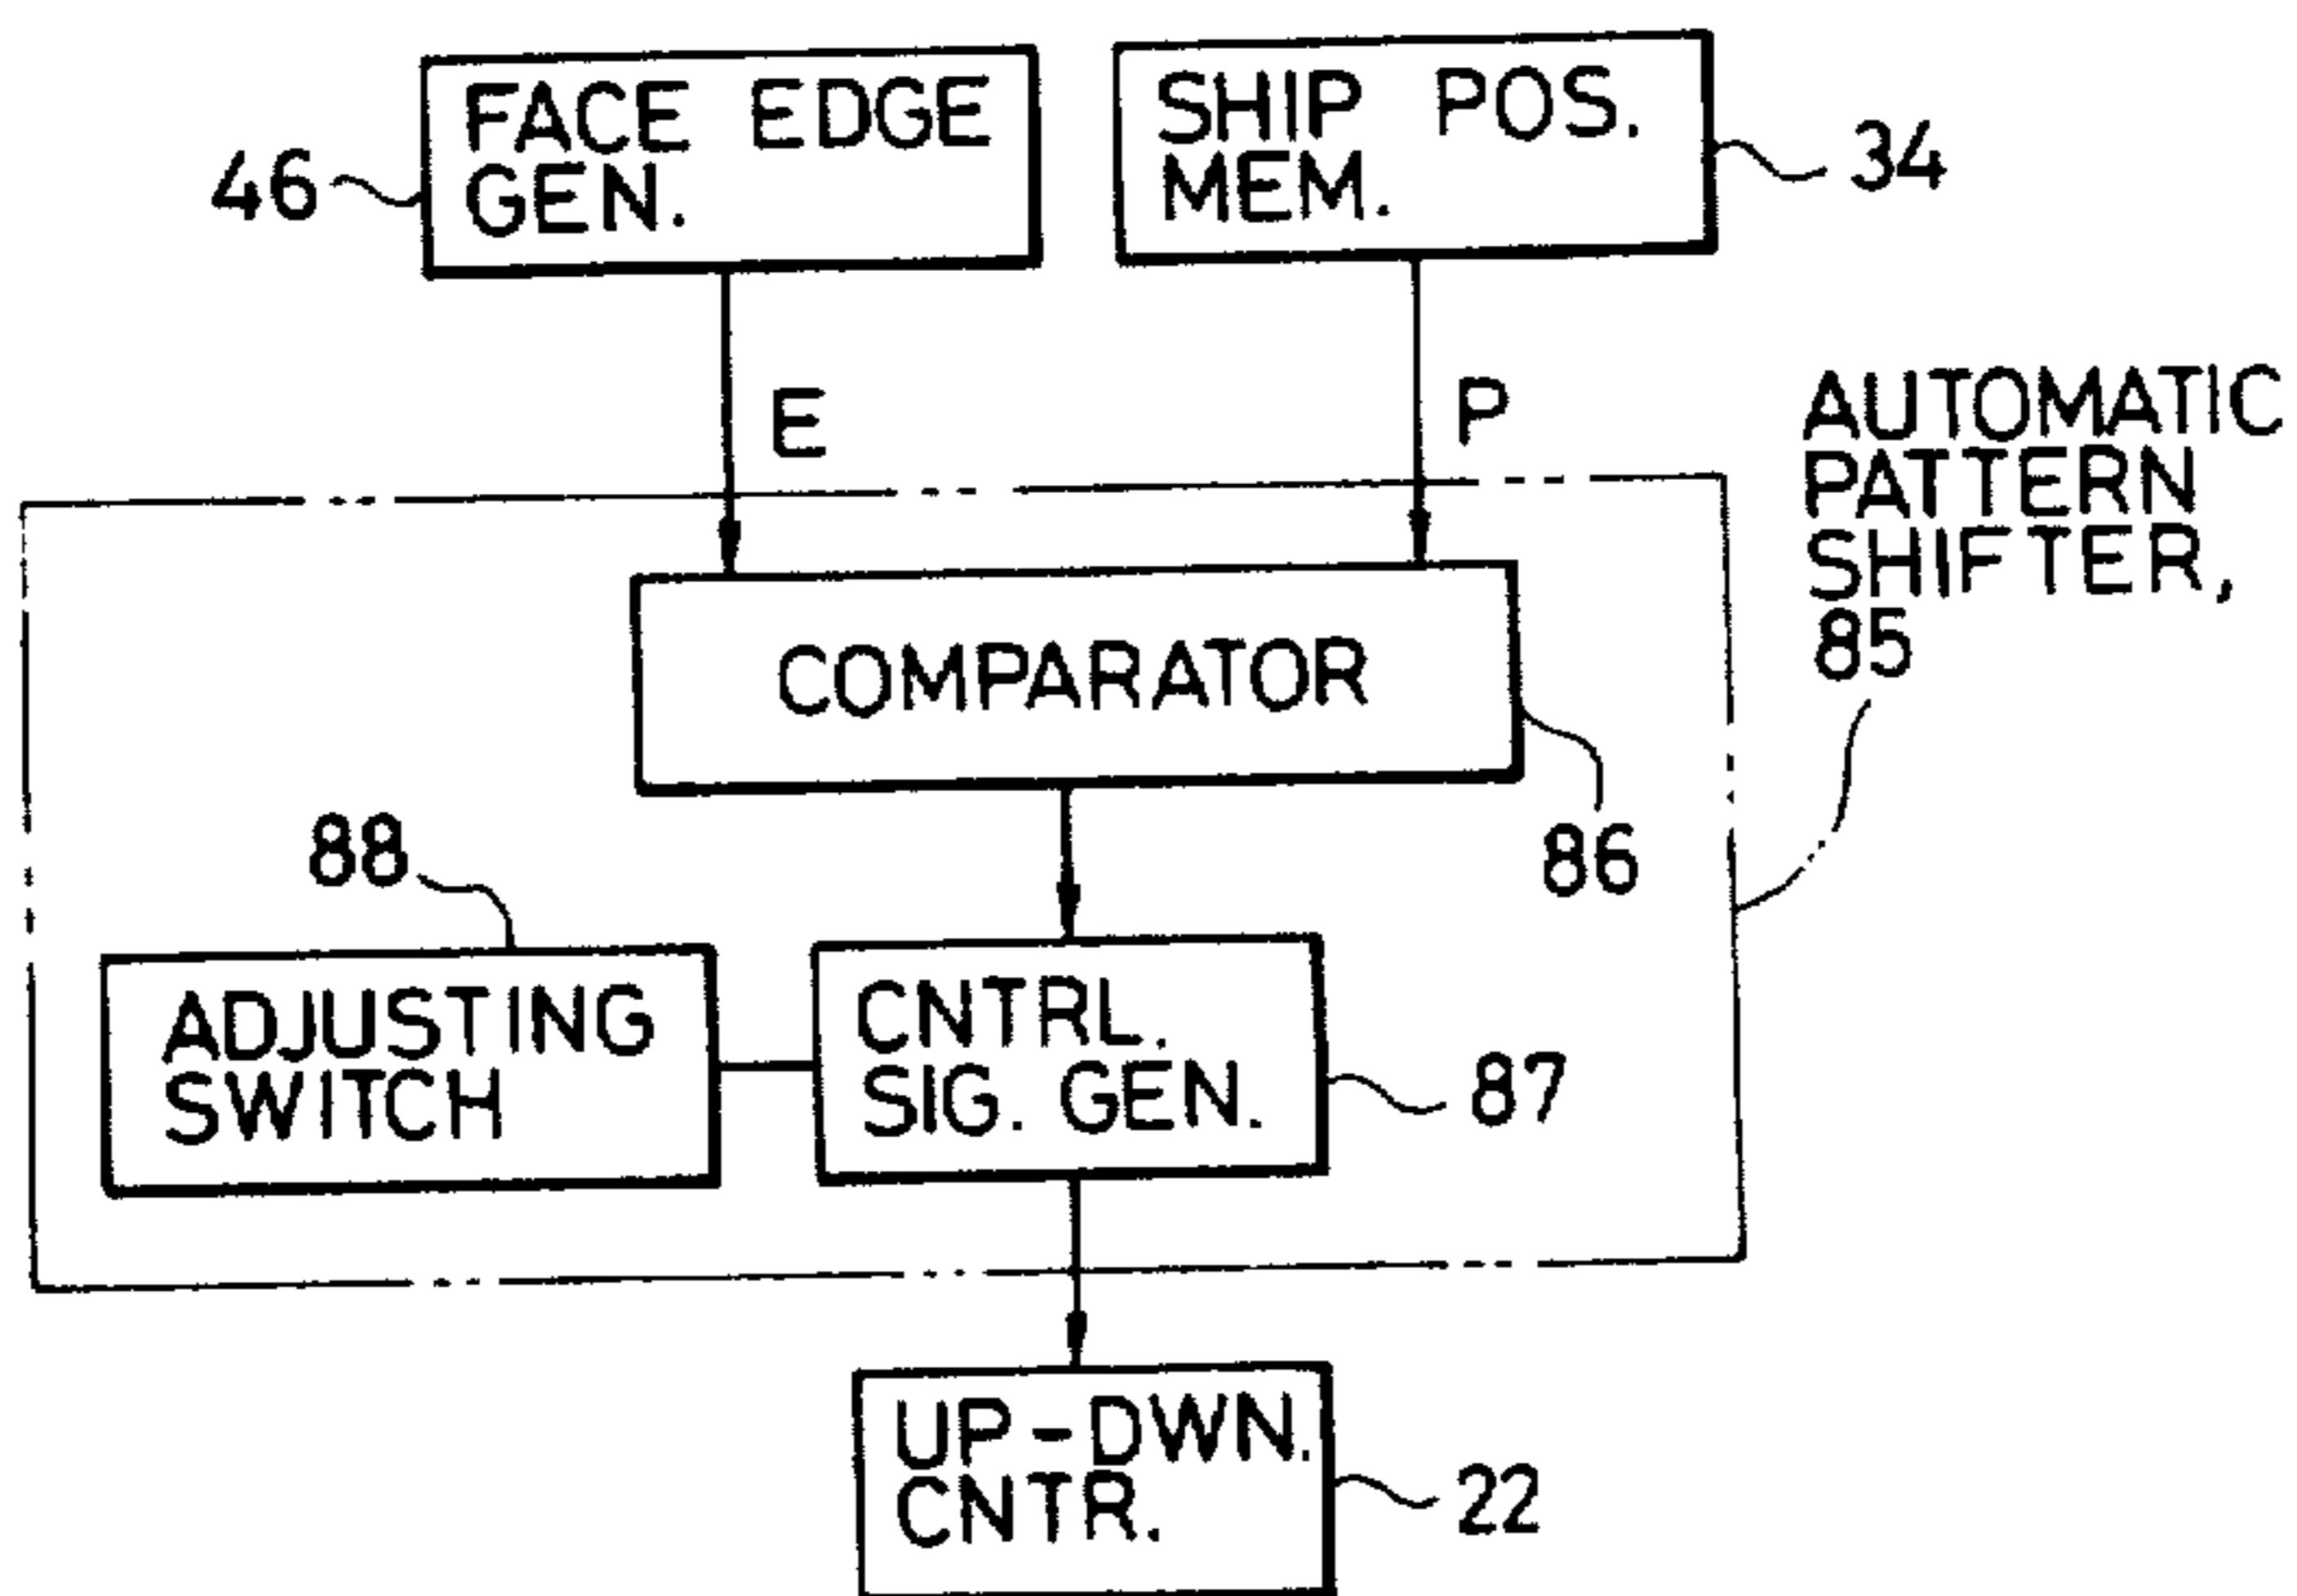 FACE EDGE
GEN.
46
SHIP POS.
MEM.
34
E
P
AUTOMATIC
PATTERN
SHIFTER,
85
COMPARATOR
86
88
ADJUSTING
SWITCH
CNTRL.
SIG. GEN.
87
UP-DWN.
CNTR.
22